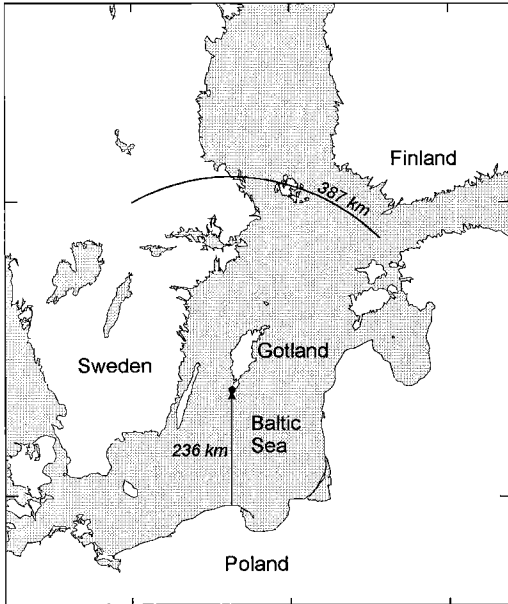 Finland
387 km
Gotland
Sweden
Baltic
Sea
236 km
Poland